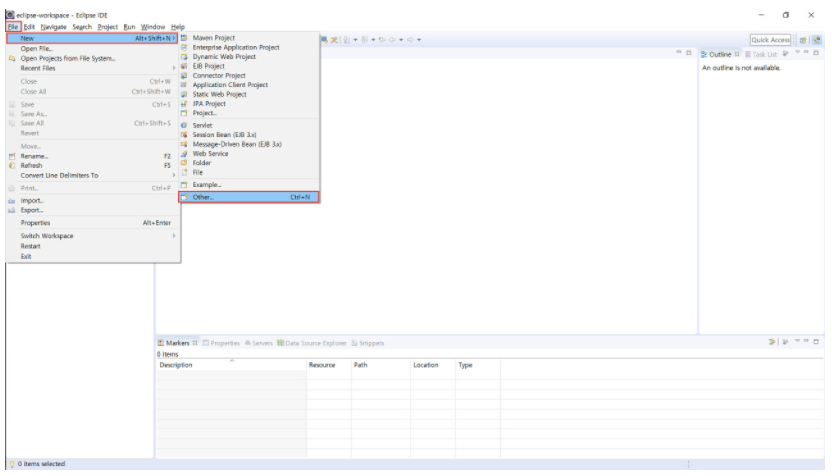 eclipse-workspace - Eclipse IDE
File Edit Navigate Search Project Run Window Help
Quick Access
New Alt+Shift+N
Open File...
Open Projects from File System...
Recent Files
Close Ctrl+W
Close All Ctrl+Shift+W
Save Ctrl+S
Save As...
Save All Ctrl+Shift+S
Revert
Move...
Rename... F2
Refresh F5
Convert Line Delimiters To
Print... Ctrl+P
Import...
Export...
Properties Alt+Enter
Switch Workspace
Restart
Exit
Maven Project
Enterprise Application Project
Dynamic Web Project
EJB Project
Connector Project
Application Client Project
Static Web Project
JPA Project
Project...
Servlet
Session Bean (EJB 3.x)
Message-Driven Bean (EJB 3.x)
Web Service
Folder
File
Example...
Other... Ctrl+N
Outline Task List
An outline is not available.
Markers Properties Servers Data Source Explorer Snippets
0 items
Description Resource Path Location Type
0 items selected